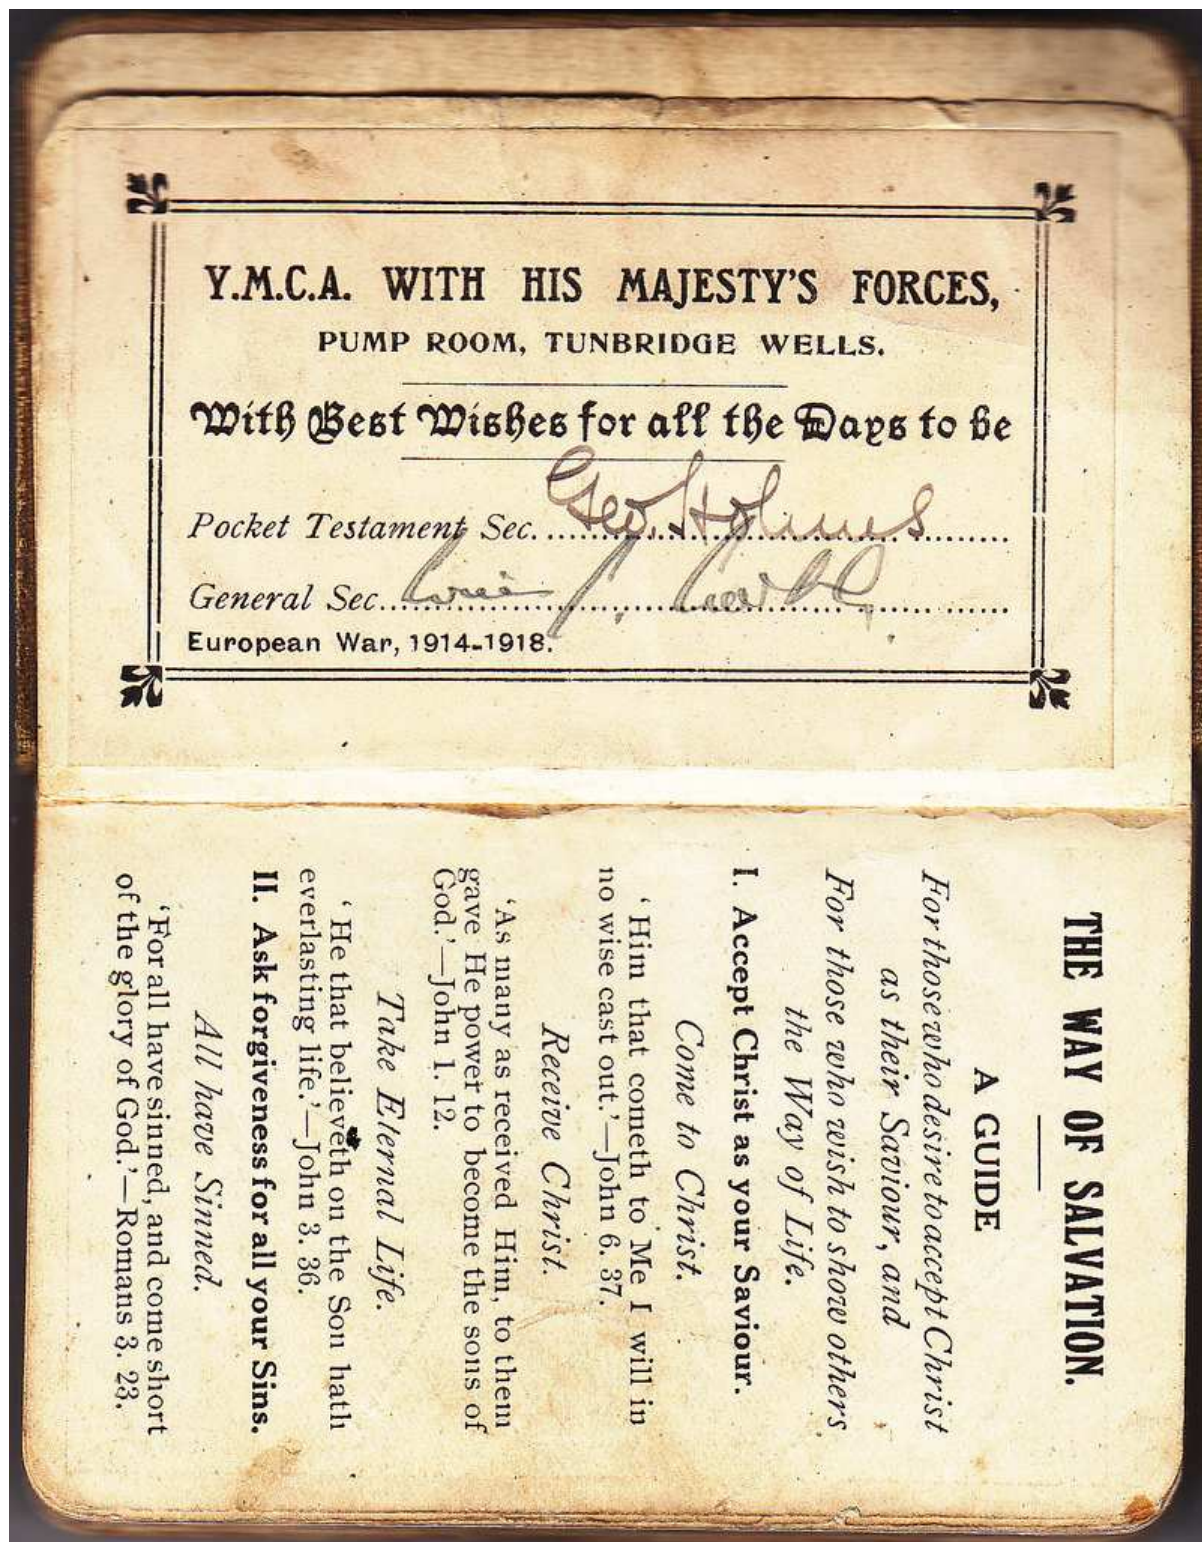 Y.M.C.A. WITH HIS MAJESTY'S FORCES,
PUMP ROOM, TUNBRIDGE WELLS.
With Best Wishes for all the Days to be
Pocket Testament Sec. Geo. Holmes
General Sec.
European War, 1914-1918.
THE WAY OF SALVATION.
A GUIDE
For those who desire to accept Christ
as their Saviour, and
For those who wish to show others
the Way of Life.
I. Accept Christ as your Saviour.
Come to Christ.
‘Him that cometh to Me I will in
no wise cast out.’—John 6. 37.
Receive Christ.
‘As many as received Him, to them
gave He power to become the sons of
God.’—John 1. 12.
Take Eternal Life.
‘He that believeth on the Son hath
everlasting life.’—John 3. 36.
II. Ask forgiveness for all your Sins.
All have Sinned.
‘For all have sinned, and come short
of the glory of God.’—Romans 3. 23.